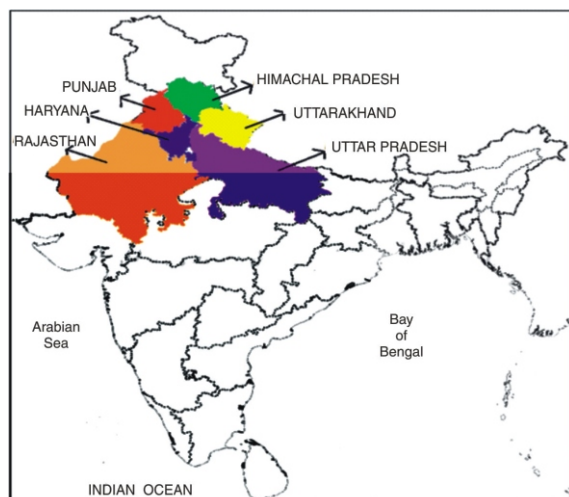 PUNJAB
HIMACHAL PRADESH
HARYANA
UTTARAKHAND
RAJASTHAN
UTTAR PRADESH
Arabian
Sea
Bay
of
Bengal
INDIAN OCEAN